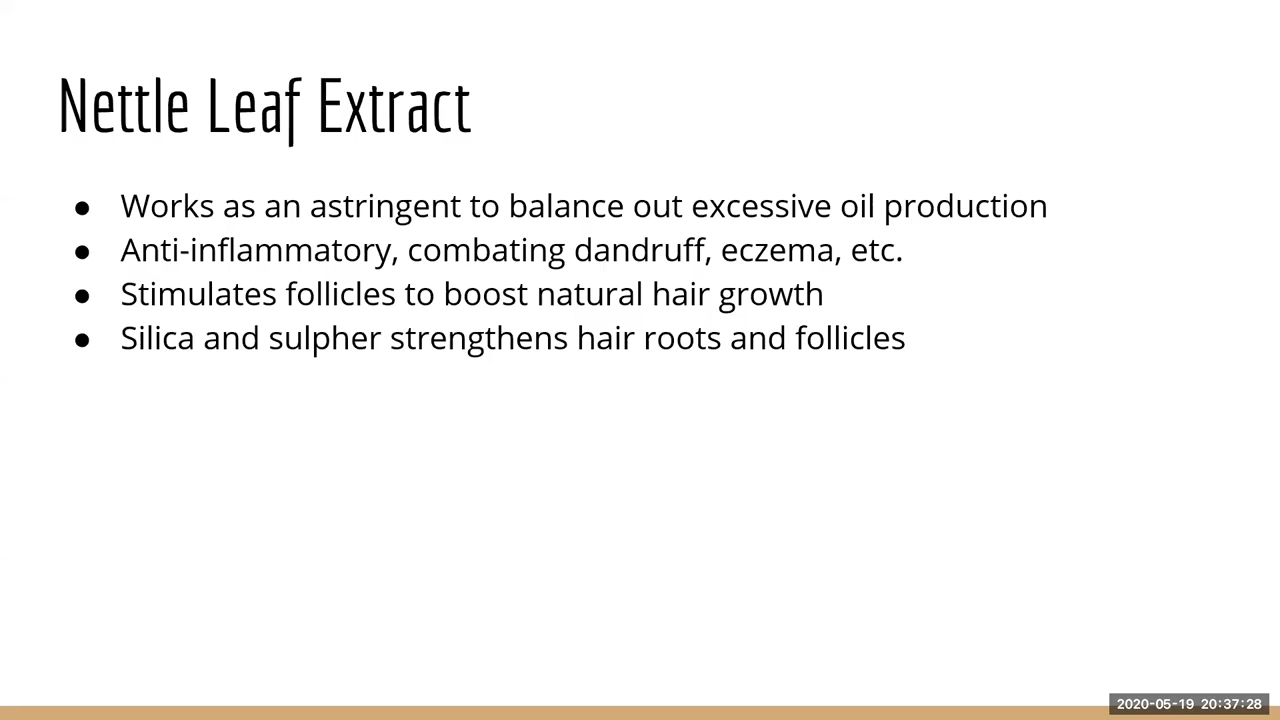 Nettle Leaf Extract
● Works as an astringent to balance out excessive oil production
● Anti-inflammatory, combating dandruff, eczema, etc.
● Stimulates follicles to boost natural hair growth
● Silica and sulpher strengthens hair roots and follicles
2020-05-19 20:37:28